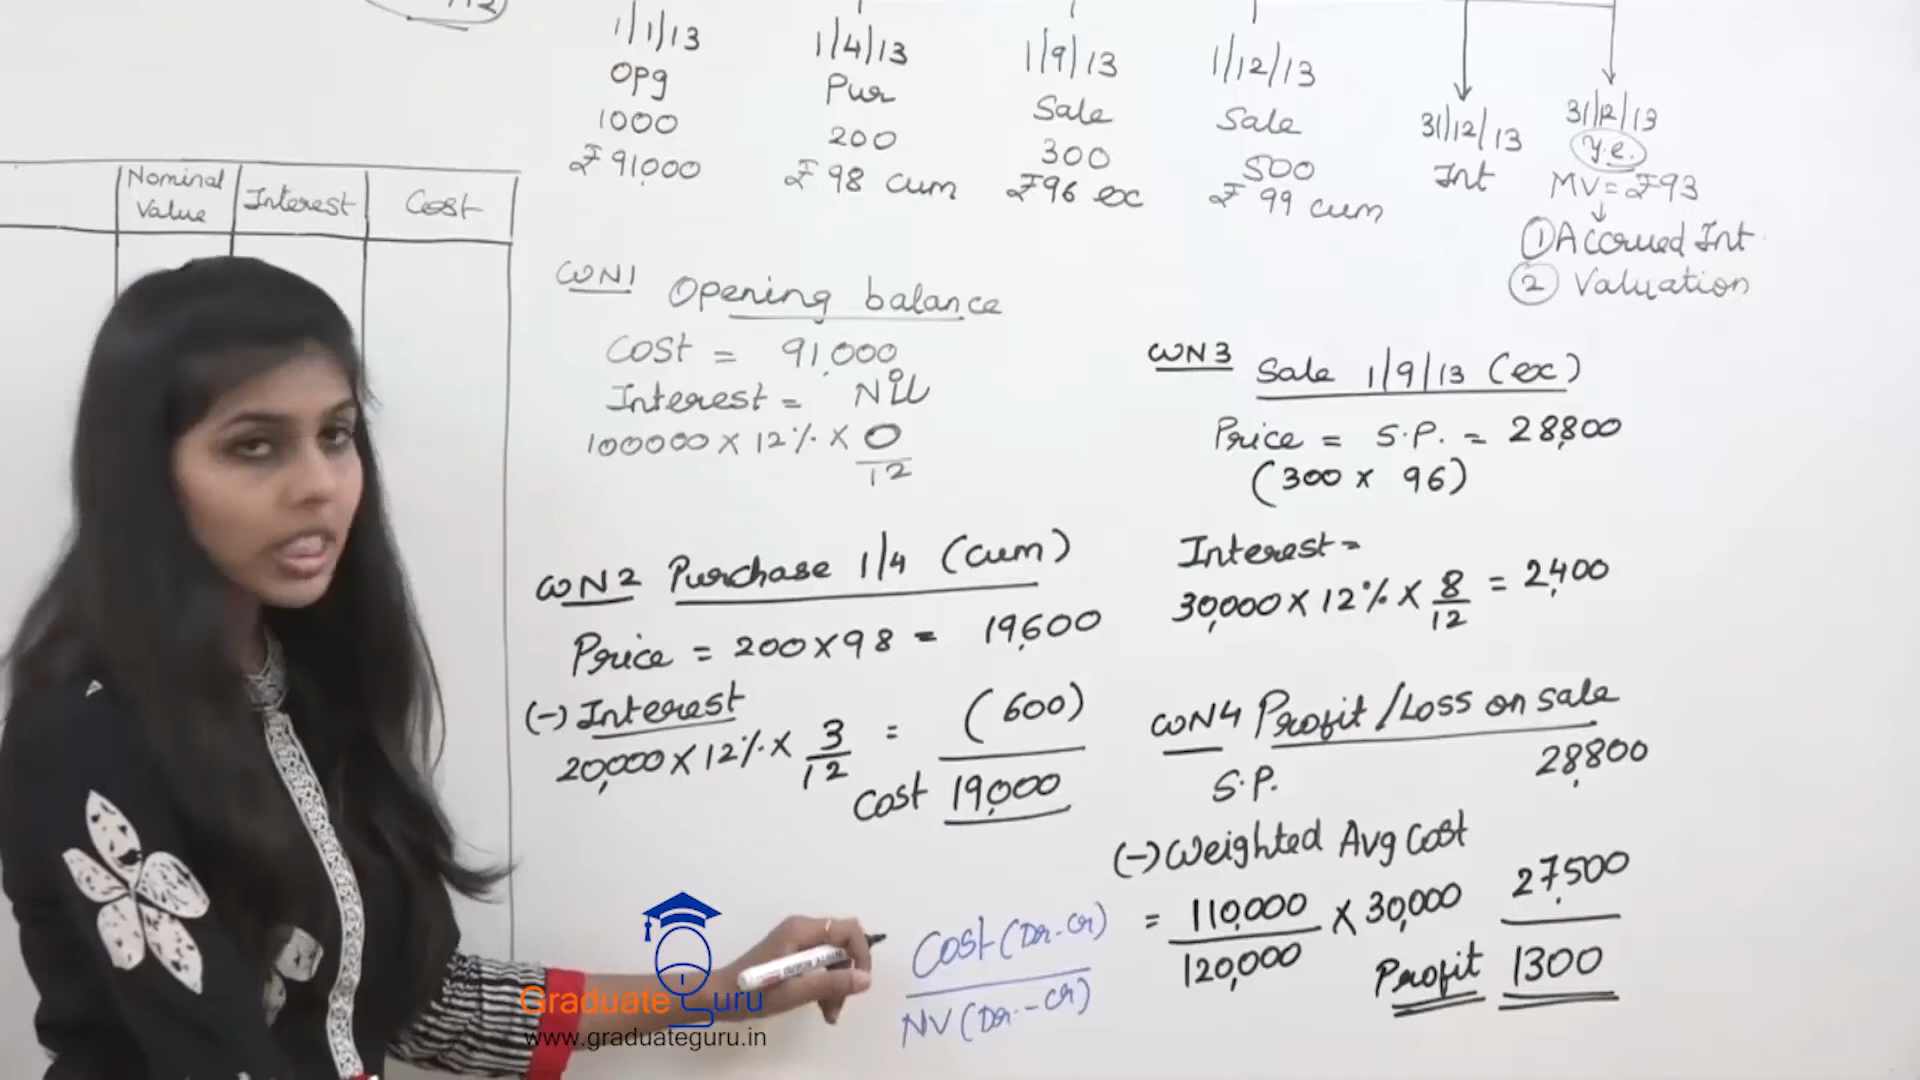 1/1/13
Opg
1000
₹91,000
1/4/13
Pur
200
₹98 cum
1/9/13
Sale
300
₹96 ex
1/12/13
Sale
500
₹99 cum
31/12/13
Int
31/12/13
Y.e.
MV = ₹93
① Accrued Int.
② Valuation
Nominal Value
Interest
Cost
WN1 Opening balance
Cost = 91,000
Interest = Nil
100000 × 12% × 0/12
WN2 Purchase 1/4 (cum)
Price = 200×98 = 19,600
(-) Interest
20,000 × 12% × 3/12 = (600)
Cost 19,000
Cost (Dr-Cr)
NV (Dr.-Cr)
WN3 Sale 1/9/13 (ex)
Price = S.P. = 28,800
(300 × 96)
Interest =
30,000 × 12% × 8/12 = 2,400
WN4 Profit/Loss on sale
S.P. 28,800
(-) Weighted Avg Cost
= 110,000/120,000 × 30,000 27,500
Profit 1300
Graduate Guru
www.graduateguru.in